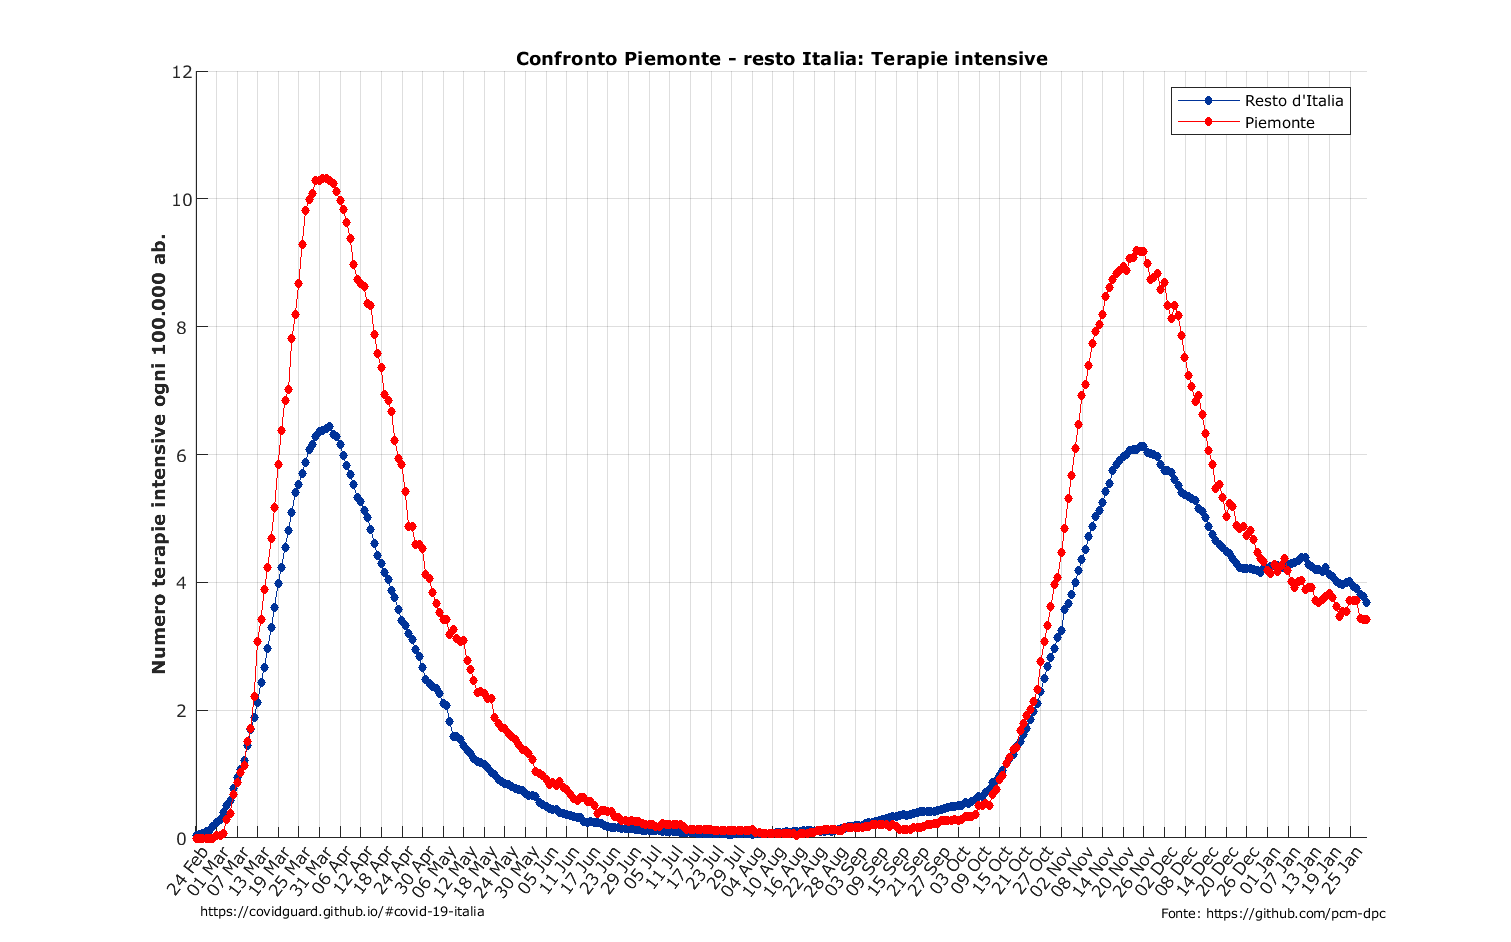 Confronto Piemonte - resto Italia: Terapie intensive
Resto d'Italia
Piemonte
Numero terapie intensive ogni 100.000 ab.
12
10
8
6
4
2
0
24 Feb
01 Mar
07 Mar
13 Mar
19 Mar
25 Mar
31 Mar
06 Apr
12 Apr
18 Apr
24 Apr
30 Apr
06 May
12 May
18 May
24 May
30 May
05 Jun
11 Jun
17 Jun
23 Jun
29 Jun
05 Jul
11 Jul
17 Jul
23 Jul
29 Jul
04 Aug
10 Aug
16 Aug
22 Aug
28 Aug
03 Sep
09 Sep
15 Sep
21 Sep
27 Sep
03 Oct
09 Oct
15 Oct
21 Oct
27 Oct
02 Nov
08 Nov
14 Nov
20 Nov
26 Nov
02 Dec
08 Dec
14 Dec
20 Dec
26 Dec
01 Jan
07 Jan
13 Jan
19 Jan
25 Jan
https://covidguard.github.io/#covid-19-italia
Fonte: https://github.com/pcm-dpc